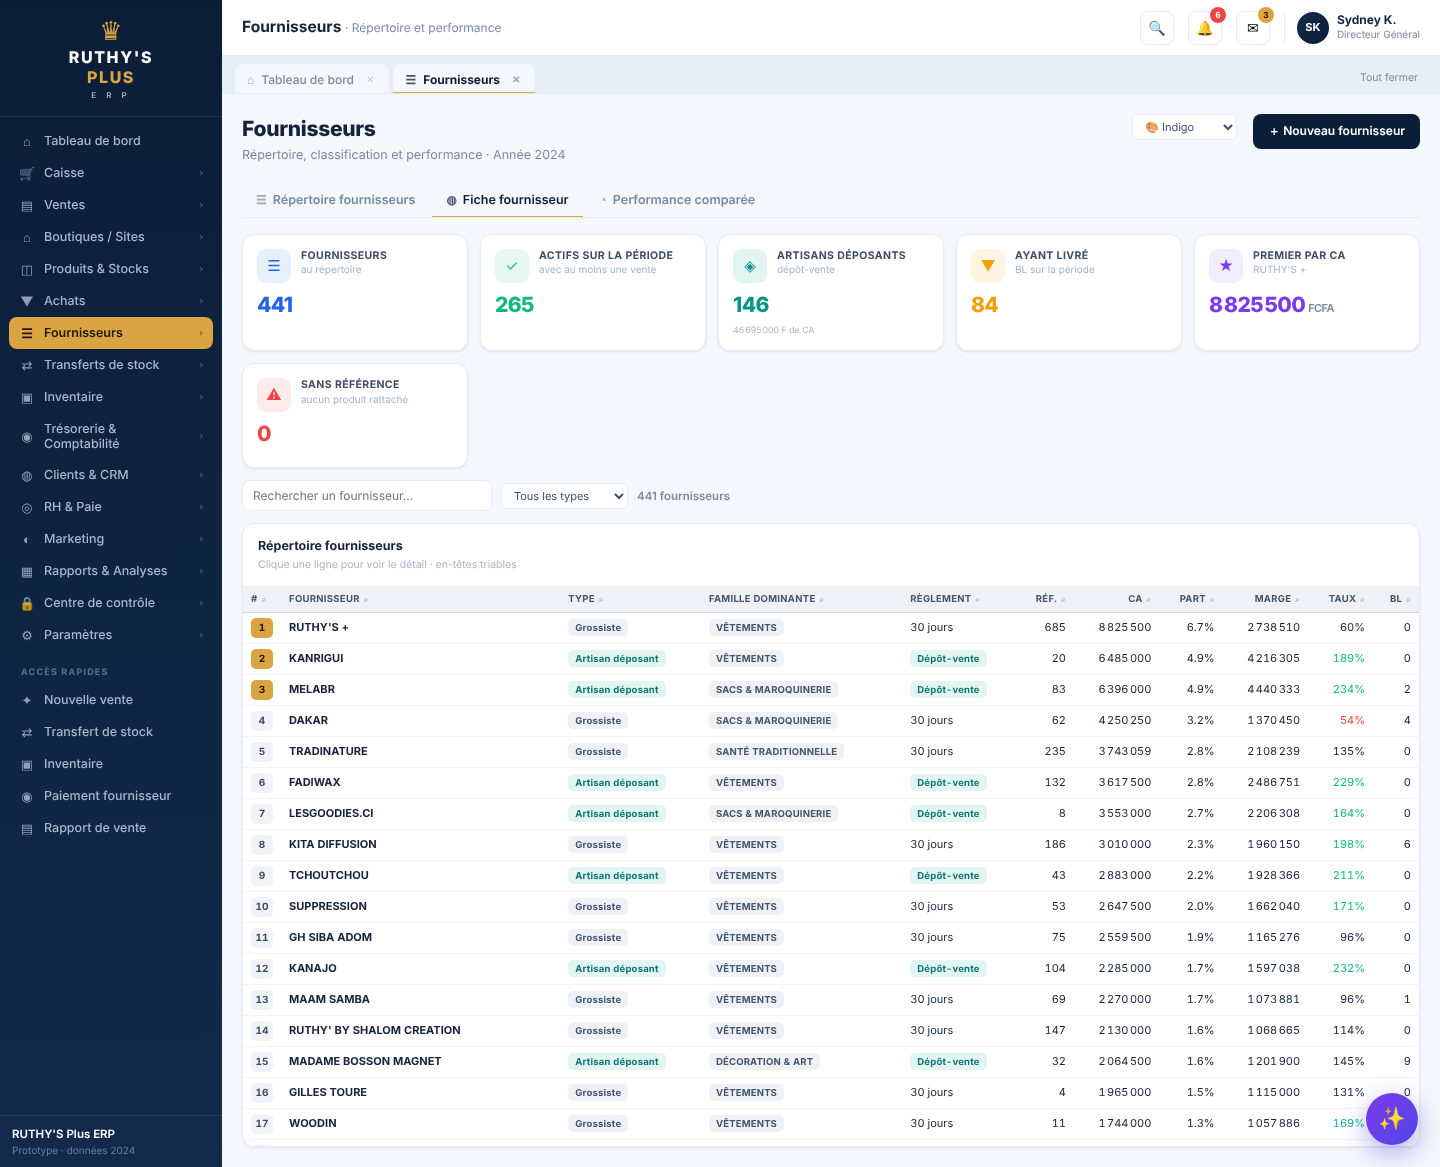 RUTHY'S
PLUS
ERP
Tableau de bord
Caisse
Ventes
Boutiques / Sites
Produits & Stocks
Achats
Fournisseurs
Transferts de stock
Inventaire
Trésorerie &
Comptabilité
Clients & CRM
RH & Paie
Marketing
Rapports & Analyses
Centre de contrôle
Paramètres
ACCÈS RAPIDES
Nouvelle vente
Transfert de stock
Inventaire
Paiement fournisseur
Rapport de vente
RUTHY'S Plus ERP
Prototype · données 2024
Fournisseurs · Répertoire et performance
6
3
SK
Sydney K.
Directeur Général
Tableau de bord ×
Fournisseurs ×
Tout fermer
Fournisseurs
Répertoire, classification et performance · Année 2024
Indigo
+ Nouveau fournisseur
Répertoire fournisseurs
Fiche fournisseur
Performance comparée
FOURNISSEURS
au répertoire
441
ACTIFS SUR LA PÉRIODE
avec au moins une vente
265
ARTISANS DÉPOSANTS
dépôt-vente
146
46 695 000 F de CA
AYANT LIVRÉ
BL sur la période
84
PREMIER PAR CA
RUTHY'S +
8 825 500 FCFA
SANS RÉFÉRENCE
aucun produit rattaché
0
Rechercher un fournisseur...
Tous les types
441 fournisseurs
Répertoire fournisseurs
Clique une ligne pour voir le détail · en-têtes triables
# FOURNISSEUR TYPE FAMILLE DOMINANTE RÈGLEMENT RÉF. CA PART MARGE TAUX BL
1 RUTHY'S + Grossiste VÊTEMENTS 30 jours 685 8 825 500 6.7% 2 738 510 60% 0
2 KANRIGUI Artisan déposant VÊTEMENTS Dépôt-vente 20 6 485 000 4.9% 4 216 305 189% 0
3 MELABR Artisan déposant SACS & MAROQUINERIE Dépôt-vente 83 6 396 000 4.9% 4 440 333 234% 2
4 DAKAR Grossiste SACS & MAROQUINERIE 30 jours 62 4 250 250 3.2% 1 370 450 54% 4
5 TRADINATURE Grossiste SANTÉ TRADITIONNELLE 30 jours 235 3 743 059 2.8% 2 108 239 135% 0
6 FADIWAX Artisan déposant VÊTEMENTS Dépôt-vente 132 3 617 500 2.8% 2 486 751 229% 0
7 LESGOODIES.CI Artisan déposant SACS & MAROQUINERIE Dépôt-vente 8 3 553 000 2.7% 2 206 308 164% 0
8 KITA DIFFUSION Grossiste VÊTEMENTS 30 jours 186 3 010 000 2.3% 1 960 150 198% 6
9 TCHOUTCHOU Artisan déposant VÊTEMENTS Dépôt-vente 43 2 883 000 2.2% 1 928 366 211% 0
10 SUPPRESSION Grossiste VÊTEMENTS 30 jours 53 2 647 500 2.0% 1 662 040 171% 0
11 GH SIBA ADOM Grossiste VÊTEMENTS 30 jours 75 2 559 500 1.9% 1 165 276 96% 0
12 KANAJO Artisan déposant VÊTEMENTS Dépôt-vente 104 2 285 000 1.7% 1 597 038 232% 0
13 MAAM SAMBA Grossiste VÊTEMENTS 30 jours 69 2 270 000 1.7% 1 073 881 96% 1
14 RUTHY' BY SHALOM CREATION Grossiste VÊTEMENTS 30 jours 147 2 130 000 1.6% 1 068 665 114% 0
15 MADAME BOSSON MAGNET Artisan déposant DÉCORATION & ART Dépôt-vente 32 2 064 500 1.6% 1 201 900 145% 9
16 GILLES TOURE Grossiste VÊTEMENTS 30 jours 4 1 965 000 1.5% 1 115 000 131% 0
17 WOODIN Grossiste VÊTEMENTS 30 jours 11 1 744 000 1.3% 1 057 886 169%